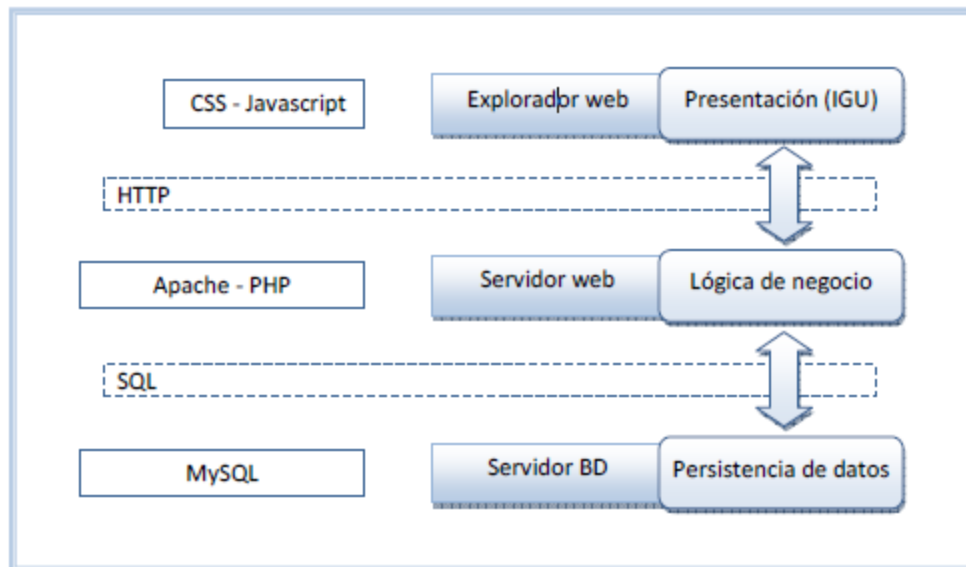 CSS - Javascript
Explorador web
Presentación (IGU)
HTTP
Apache - PHP
Servidor web
Lógica de negocio
SQL
MySQL
Servidor BD
Persistencia de datos